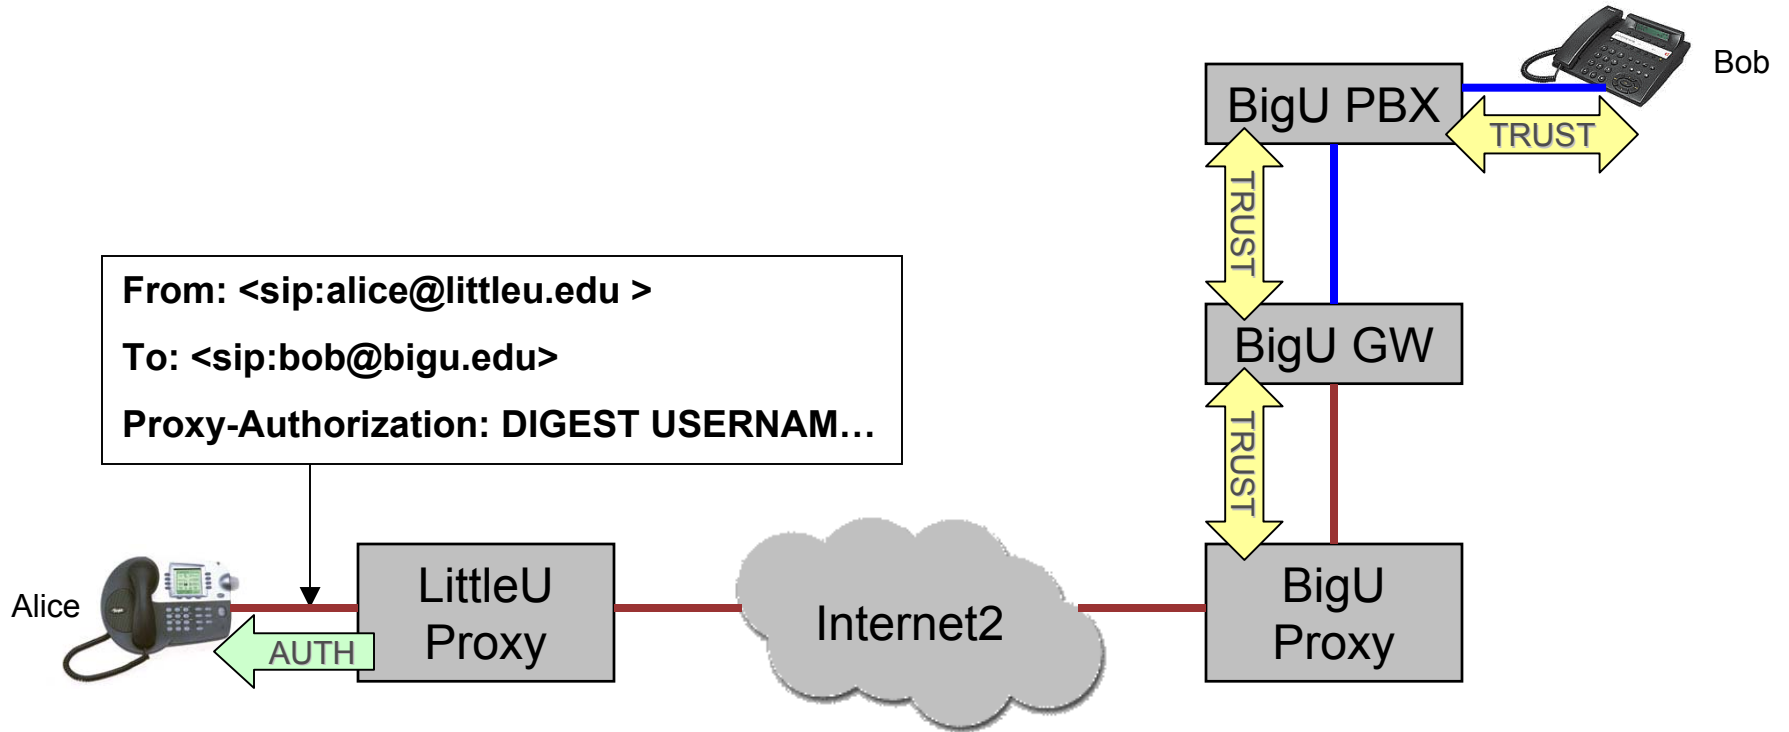 Bob
BigU PBX
TRUST
TRUST
From: <sip:alice@littleu.edu >
To: <sip:bob@bigu.edu>
Proxy-Authorization: DIGEST USERNAM…
BigU GW
TRUST
Alice
LittleU
Proxy
AUTH
Internet2
BigU
Proxy